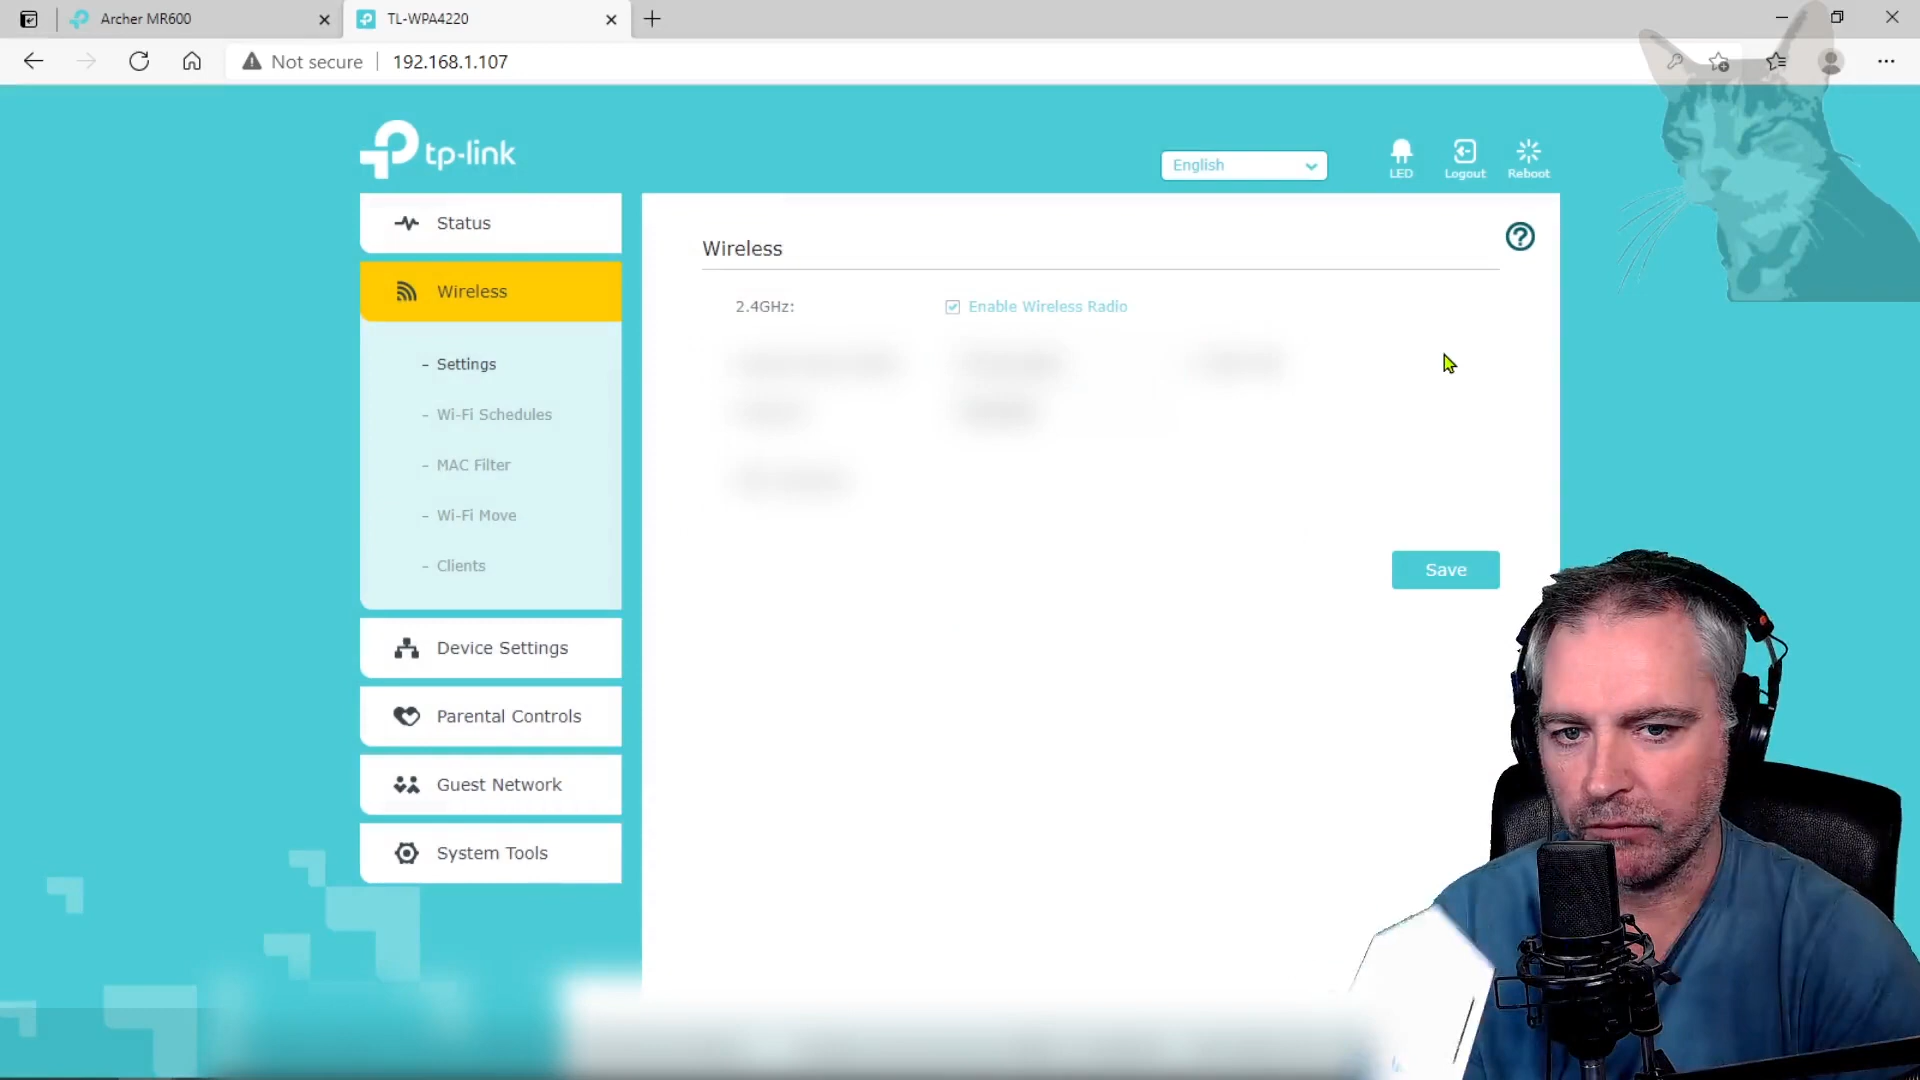 Archer MR600
TL-WPA4220
Not secure
192.168.1.107
tp-link
English
LED
Logout
Reboot
Status
Wireless
- Settings
- Wi-Fi Schedules
- MAC Filter
- Wi-Fi Move
- Clients
Device Settings
Parental Controls
Guest Network
System Tools
Wireless
2.4GHz:
Enable Wireless Radio
Save